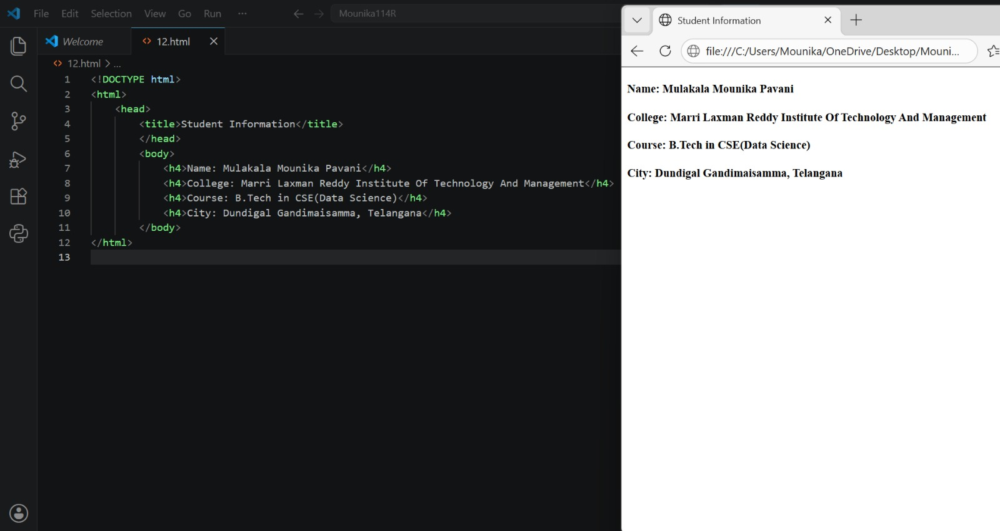 File Edit Selection View Go Run ...
Mounika114R
Welcome
12.html
12.html > ...
1 <!DOCTYPE html>
2 <html>
3 <head>
4 <title>Student Information</title>
5 </head>
6 <body>
7 <h4>Name: Mulakala Mounika Pavani</h4>
8 <h4>College: Marri Laxman Reddy Institute Of Technology And Management</h4>
9 <h4>Course: B.Tech in CSE(Data Science)</h4>
10 <h4>City: Dundigal Gandimaisamma, Telangana</h4>
11 </body>
12 </html>
13
Student Information
file:///C:/Users/Mounika/OneDrive/Desktop/Mouni...
Name: Mulakala Mounika Pavani
College: Marri Laxman Reddy Institute Of Technology And Management
Course: B.Tech in CSE(Data Science)
City: Dundigal Gandimaisamma, Telangana